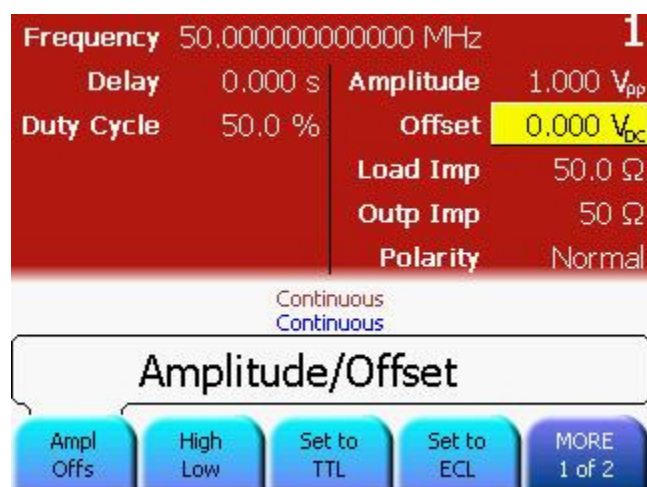 Frequency 50.000000000000 MHz 1
Delay 0.000 s Amplitude 1.000 Vpp
Duty Cycle 50.0 % Offset 0.000 VDC
Load Imp 50.0 Ω
Outp Imp 50 Ω
Polarity Normal
Continuous
Continuous
Amplitude/Offset
Ampl High Set to Set to MORE
Offs Low TTL ECL 1 of 2